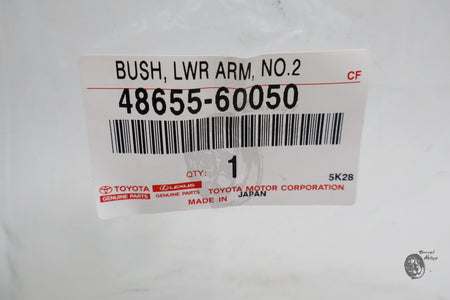 BUSH, LWR ARM, NO.2
CF
48655-60050
QTY: 1
5K28
TOYOTA LEXUS TOYOTA MOTOR CORPORATION
GENUINE PARTS GENUINE PARTS
MADE IN JAPAN